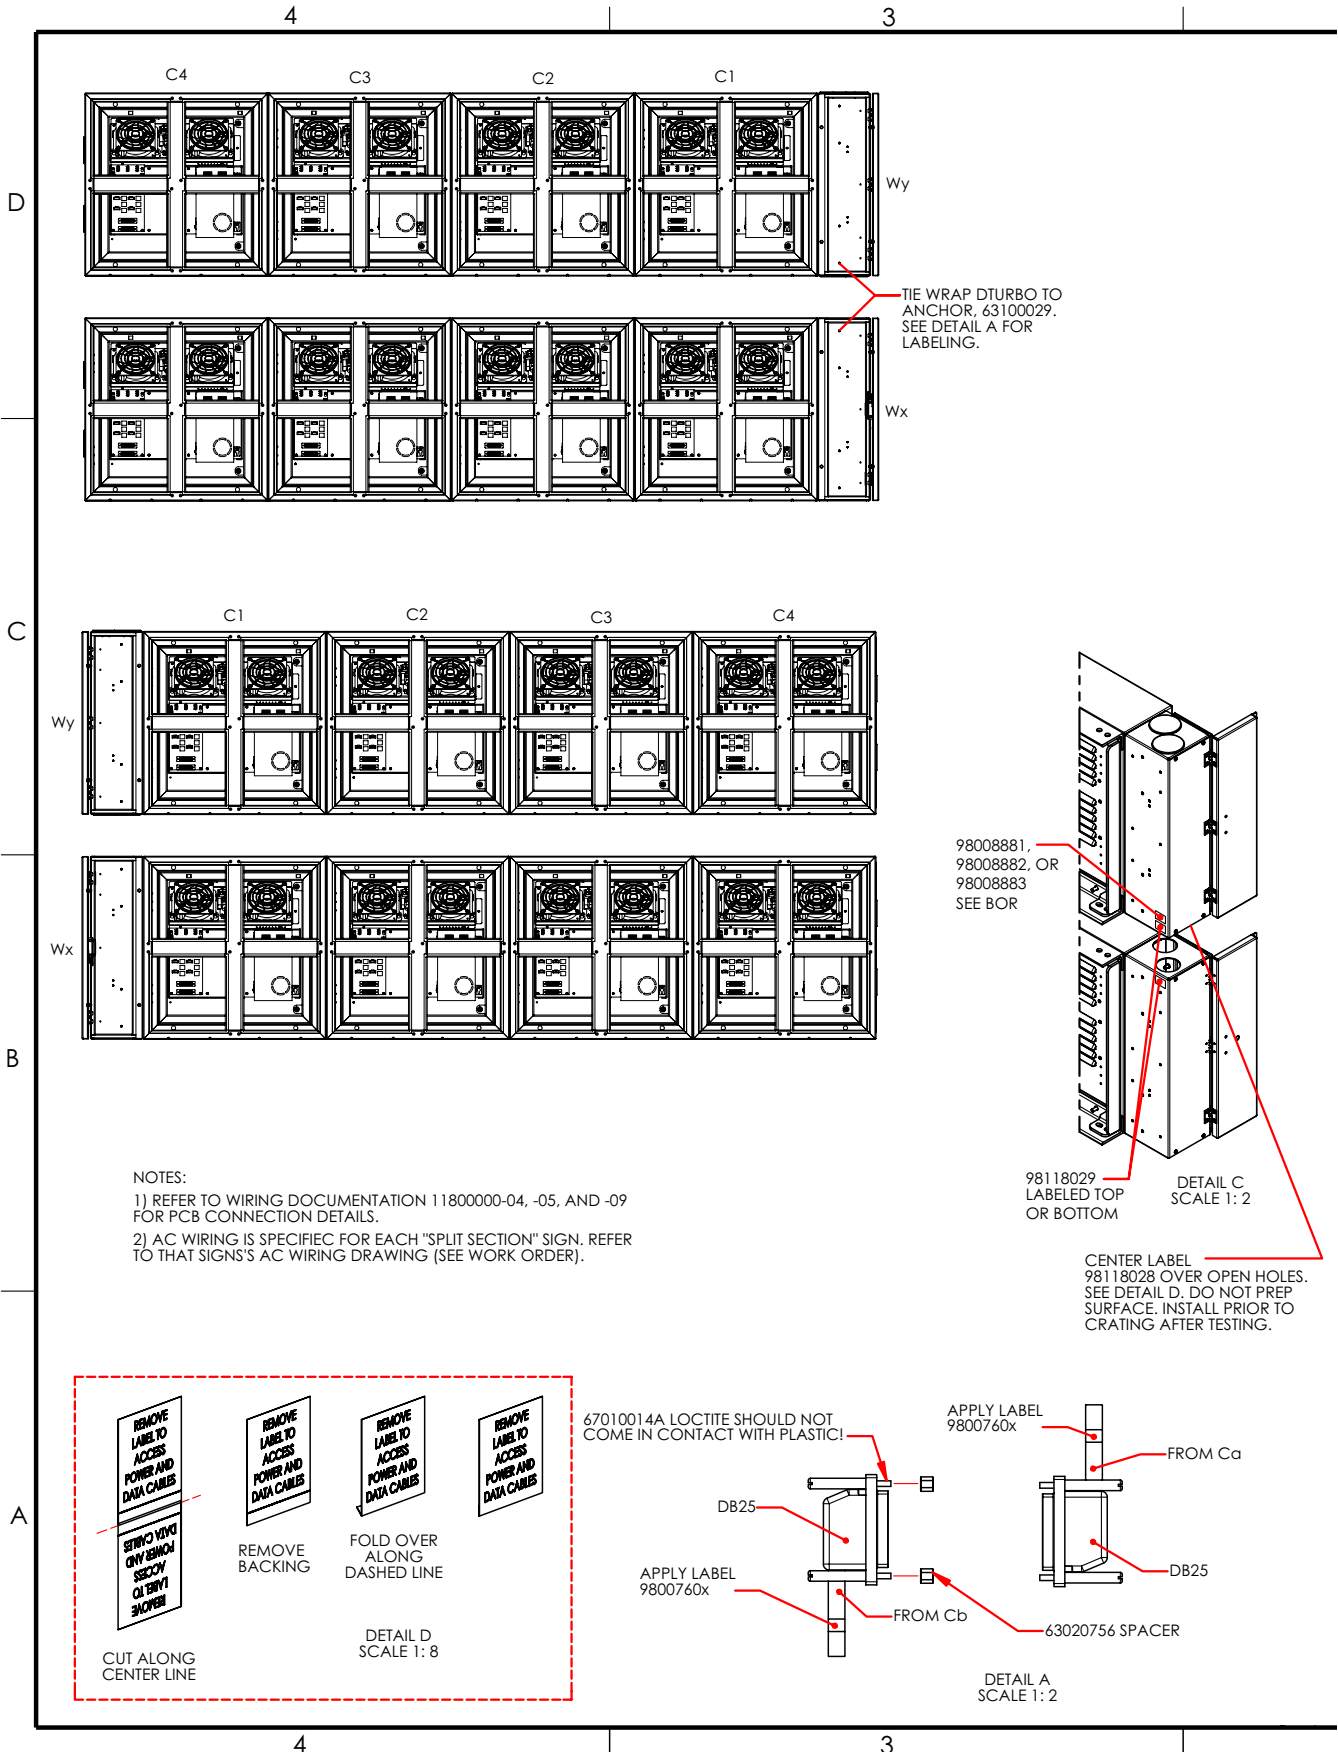 4
3
D
C4
C3
C2
C1
Wy
TIE WRAP DTURBO TO
ANCHOR, 63100029.
SEE DETAIL A FOR
LABELING.
Wx
C
C1
C2
C3
C4
Wy
Wx
98008881,
98008882, OR
98008883
SEE BOR
B
98118029
LABELED TOP
OR BOTTOM
DETAIL C
SCALE 1: 2
NOTES:
1) REFER TO WIRING DOCUMENTATION 11800000-04, -05, AND -09
FOR PCB CONNECTION DETAILS.
2) AC WIRING IS SPECIFIEC FOR EACH "SPLIT SECTION" SIGN. REFER
TO THAT SIGNS'S AC WIRING DRAWING (SEE WORK ORDER).
CENTER LABEL
98118028 OVER OPEN HOLES.
SEE DETAIL D. DO NOT PREP
SURFACE. INSTALL PRIOR TO
CRATING AFTER TESTING.
A
REMOVE
LABEL TO
ACCESS
POWER AND
DATA CABLES
REMOVE
LABEL TO
ACCESS
POWER AND
DATA CABLES
CUT ALONG
CENTER LINE
REMOVE
LABEL TO
ACCESS
POWER AND
DATA CABLES
REMOVE
BACKING
REMOVE
LABEL TO
ACCESS
POWER AND
DATA CABLES
FOLD OVER
ALONG
DASHED LINE
REMOVE
LABEL TO
ACCESS
POWER AND
DATA CABLES
DETAIL D
SCALE 1: 8
67010014A LOCTITE SHOULD NOT
COME IN CONTACT WITH PLASTIC!
DB25
APPLY LABEL
9800760x
FROM Cb
63020756 SPACER
APPLY LABEL
9800760x
FROM Ca
DB25
DETAIL A
SCALE 1: 2
4
3